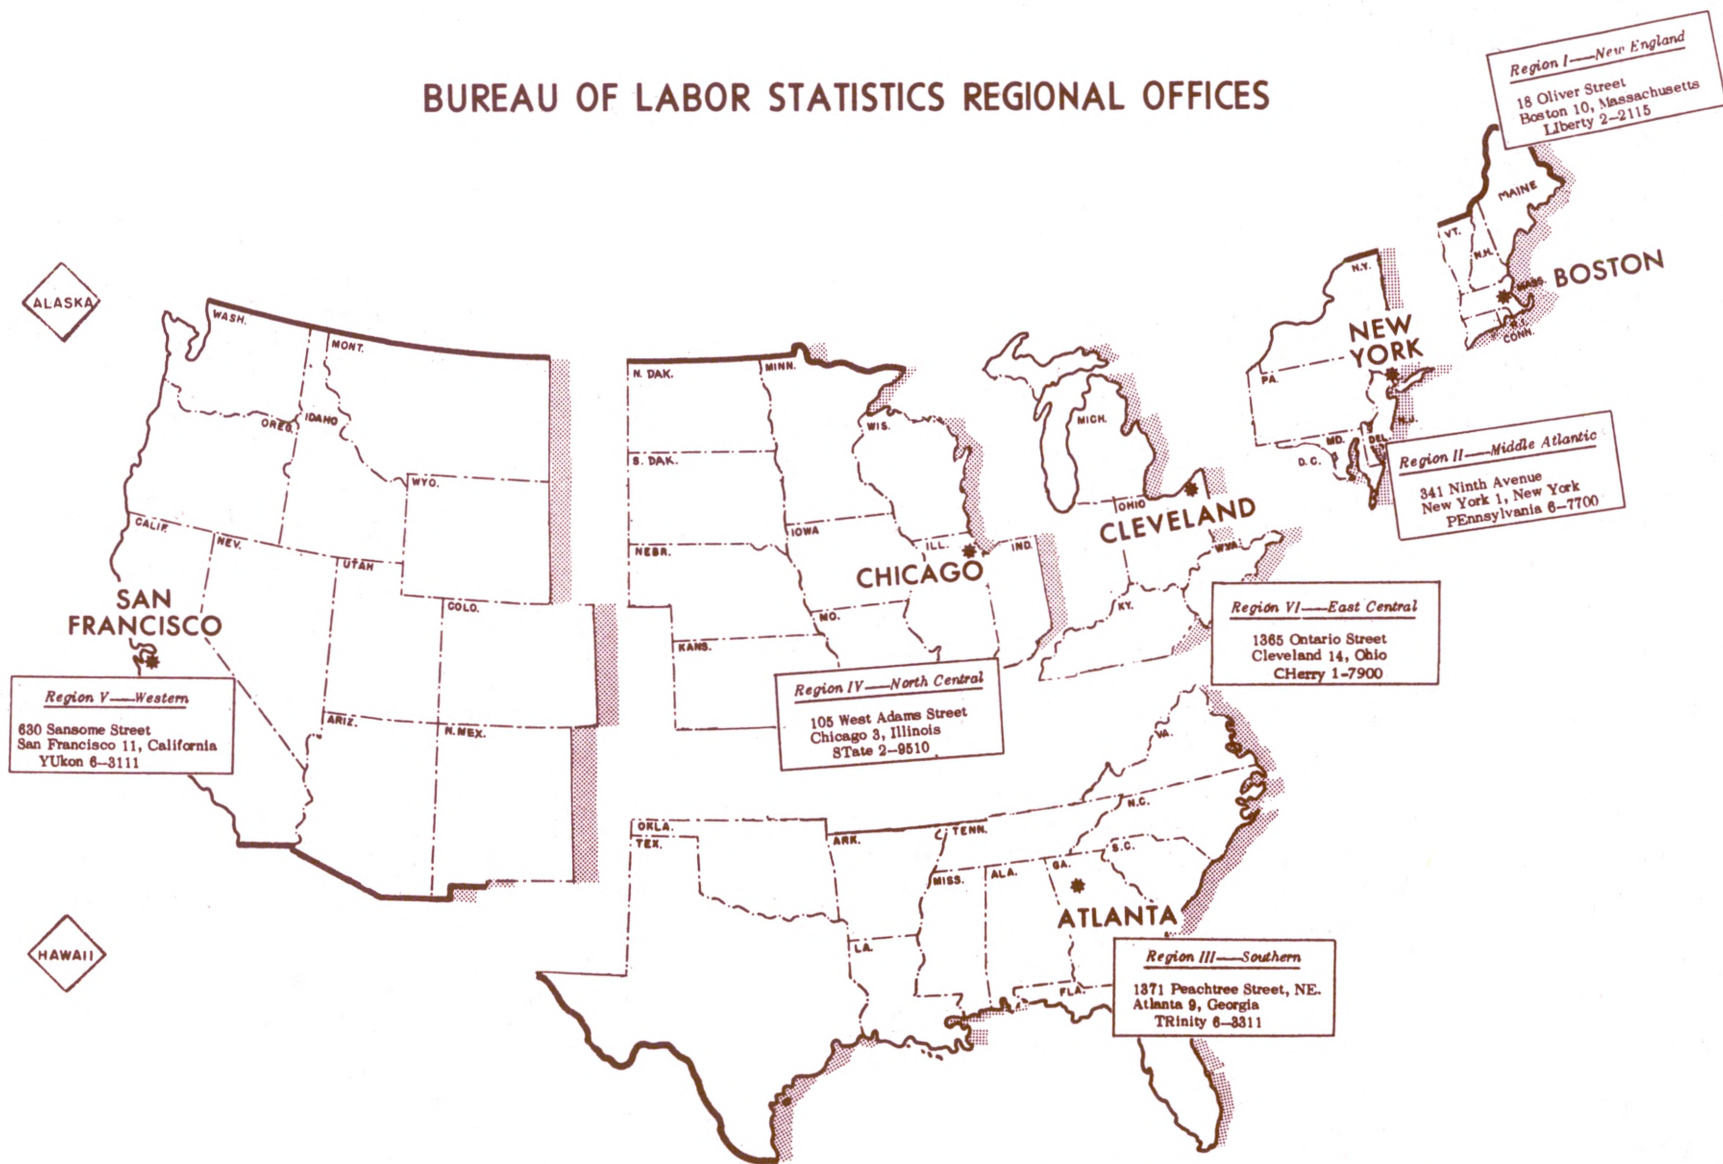 BUREAU OF LABOR STATISTICS REGIONAL OFFICES
Region I—New England
18 Oliver Street
Boston 10, Massachusetts
LIberty 2-2115
MAINE
VT.
N.H.
MASS.
BOSTON
R.I.
CONN.
N.Y.
NEW
YORK
PA.
N.J.
MD.
DEL.
D.C.
Region II—Middle Atlantic
341 Ninth Avenue
New York 1, New York
PEnnsylvania 6-7700
ALASKA
WASH.
MONT.
OREG.
IDAHO
WYO.
CALIF.
NEV.
UTAH
COLO.
SAN
FRANCISCO
Region V—Western
630 Sansome Street
San Francisco 11, California
YUkon 6-3111
ARIZ.
N.MEX.
N. DAK.
MINN.
WIS.
S. DAK.
IOWA
NEBR.
ILL.
IND.
CHICAGO
MO.
KANS.
Region IV—North Central
105 West Adams Street
Chicago 3, Illinois
STate 2-9510
MICH.
OHIO
CLEVELAND
W.VA.
KY.
Region VI—East Central
1365 Ontario Street
Cleveland 14, Ohio
CHerry 1-7900
VA.
N.C.
OKLA.
TEX.
ARK.
TENN.
S.C.
MISS.
ALA.
GA.
ATLANTA
LA.
FLA.
Region III—Southern
1371 Peachtree Street, NE.
Atlanta 9, Georgia
TRinity 6-3311
HAWAII